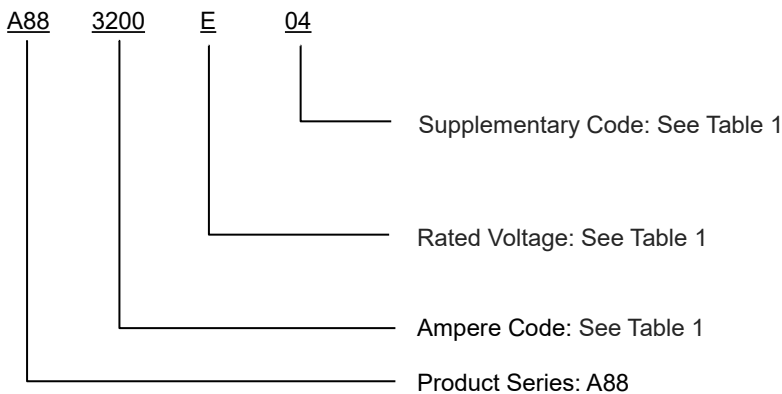 A88 3200 E 04
Supplementary Code: See Table 1
Rated Voltage: See Table 1
Ampere Code: See Table 1
Product Series: A88